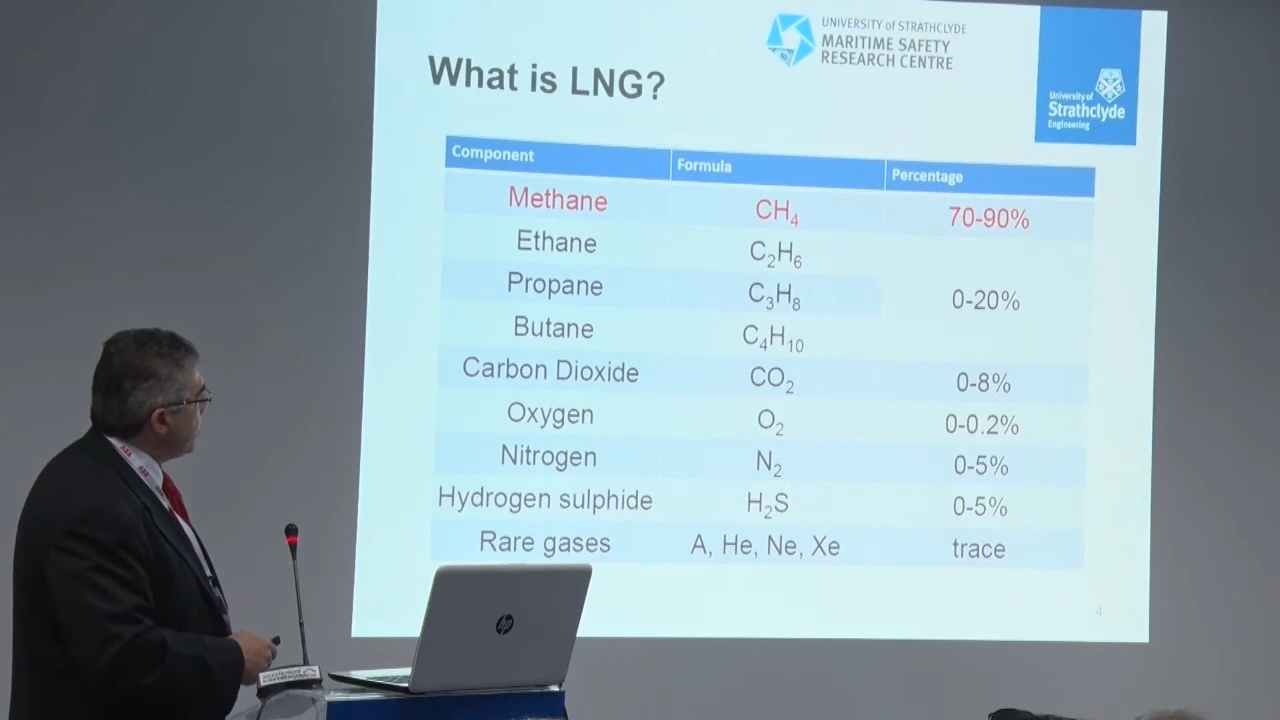 UNIVERSITY of STRATHCLYDE
MARITIME SAFETY
RESEARCH CENTRE
University of
Strathclyde
Engineering
What is LNG?
Component Formula Percentage
Methane CH₄ 70-90%
Ethane C₂H₆
Propane C₃H₈ 0-20%
Butane C₄H₁₀
Carbon Dioxide CO₂ 0-8%
Oxygen O₂ 0-0.2%
Nitrogen N₂ 0-5%
Hydrogen sulphide H₂S 0-5%
Rare gases A, He, Ne, Xe trace
4
hp
ABB